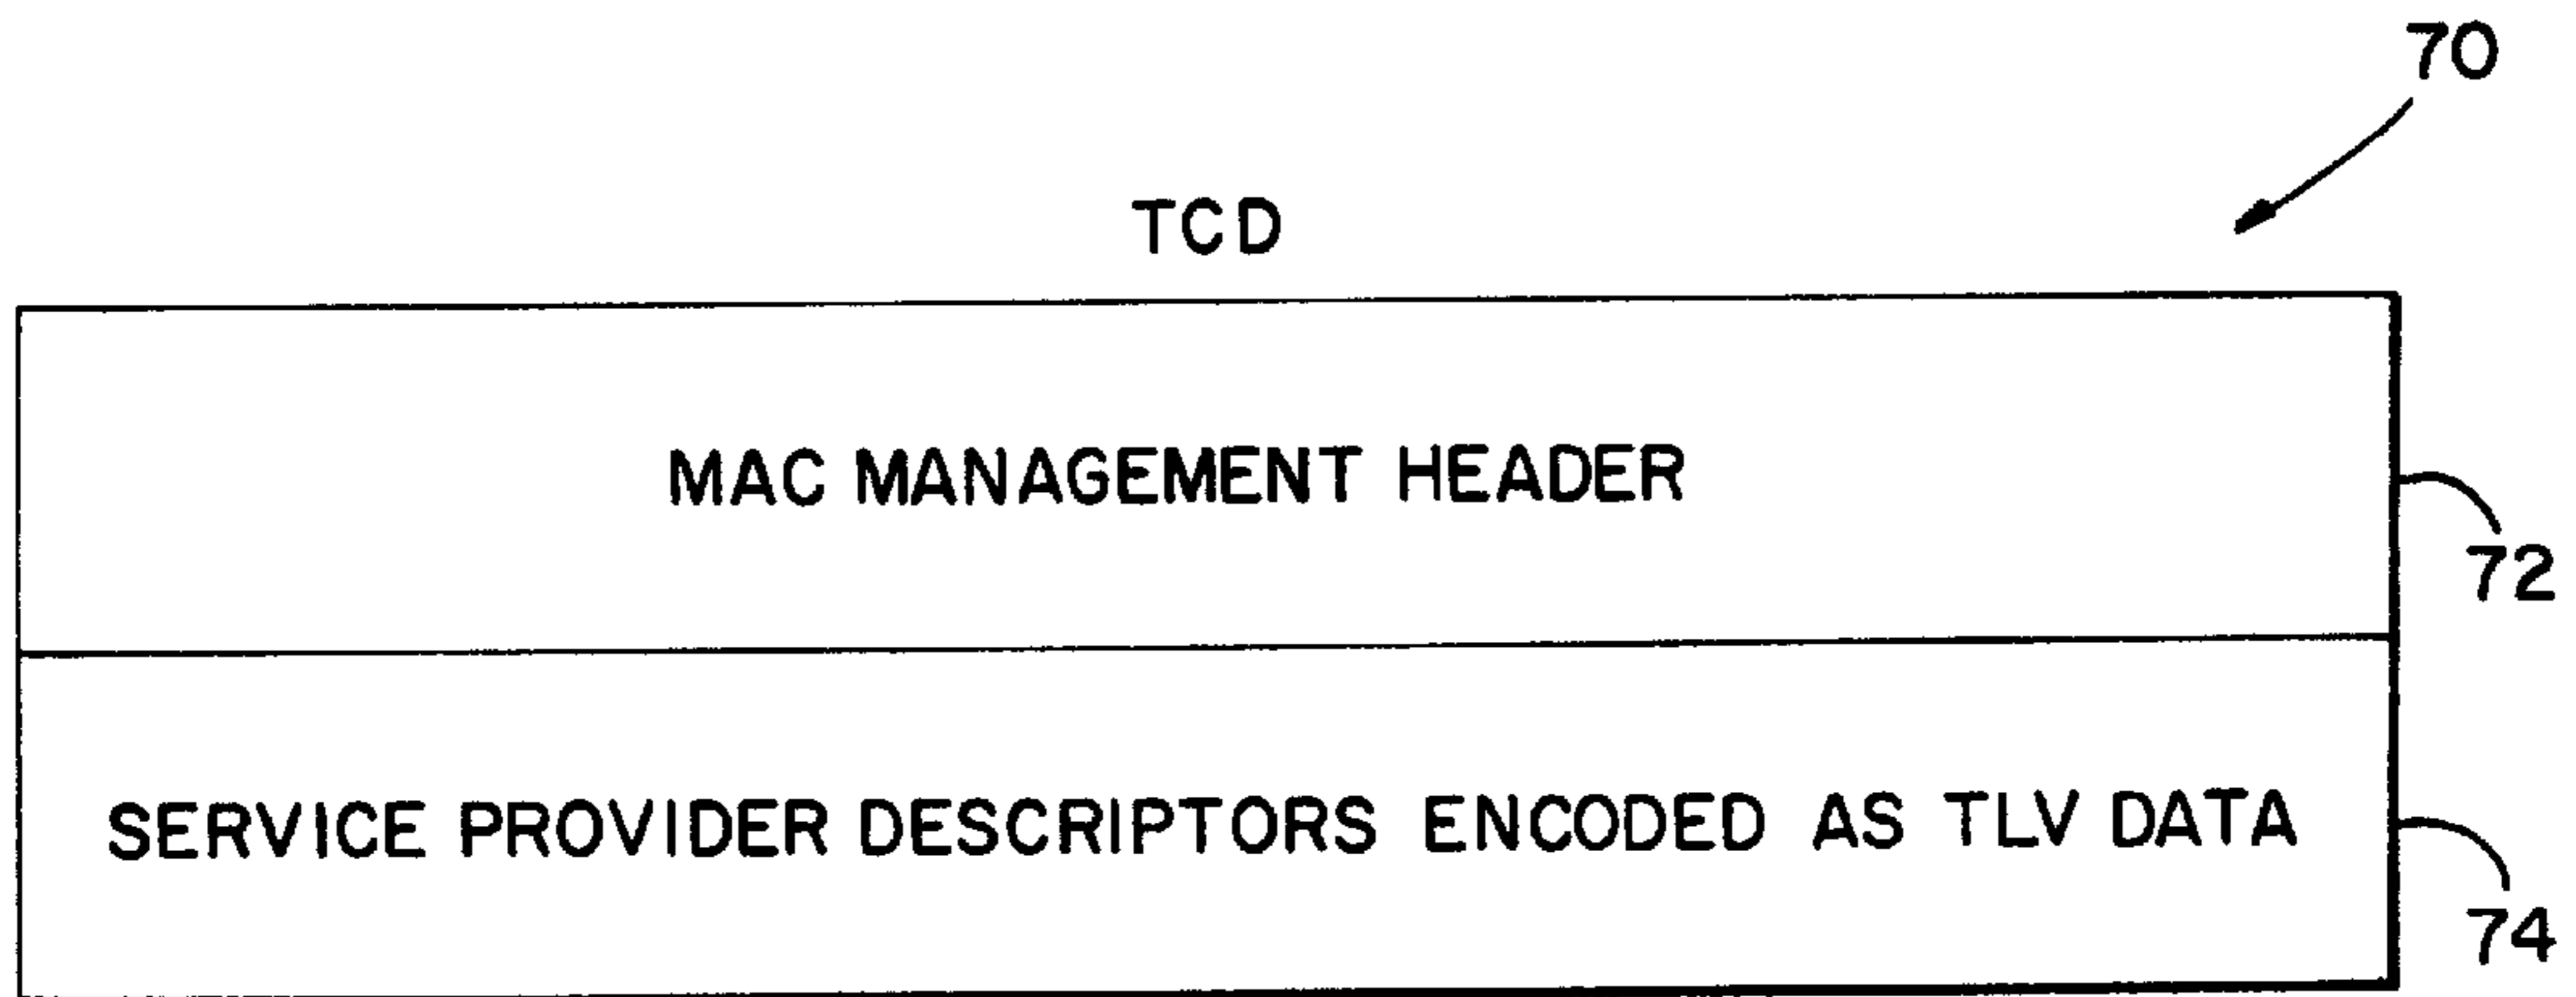 70
TCD
MAC MANAGEMENT HEADER
72
SERVICE PROVIDER DESCRIPTORS ENCODED AS TLV DATA
74